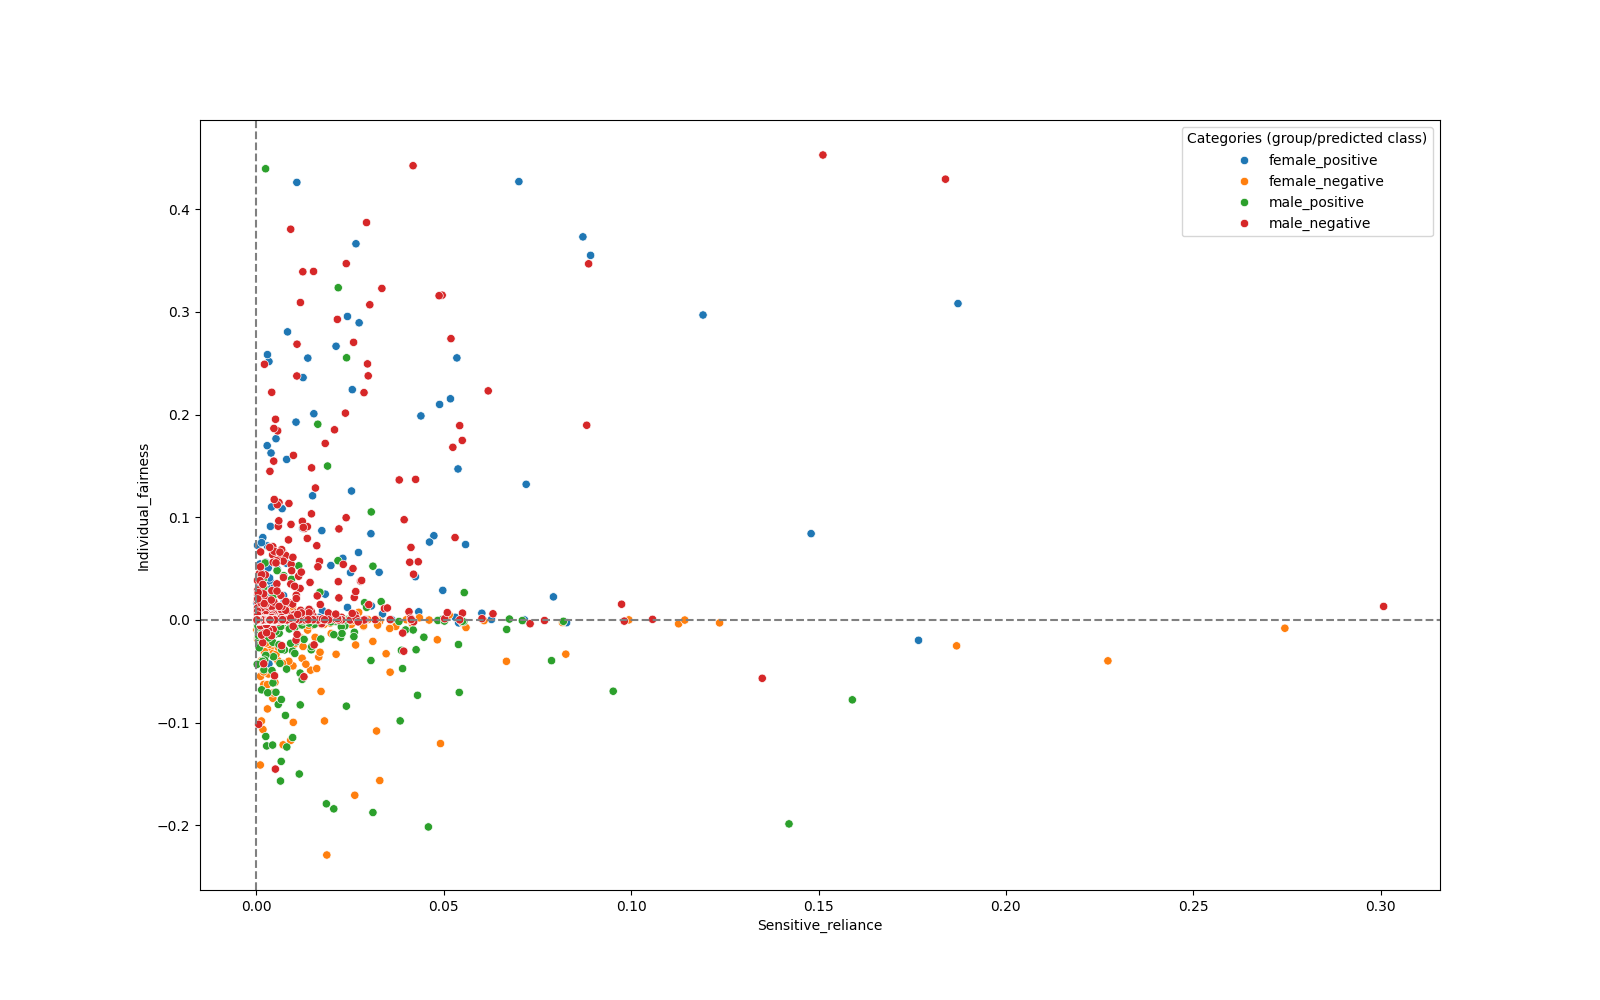 Categories (group/predicted class)
female_positive
female_negative
male_positive
male_negative
Individual_fairness
0.4
0.3
0.2
0.1
0.0
−0.1
−0.2
0.00 0.05 0.10 0.15 0.20 0.25 0.30
Sensitive_reliance